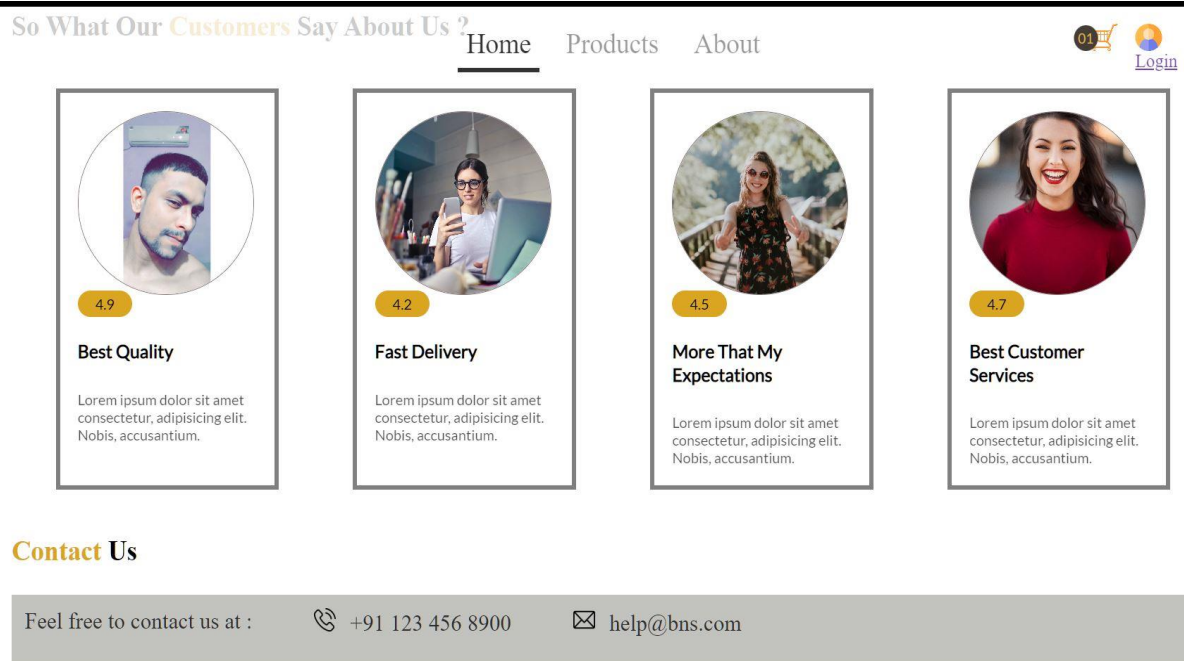 So What Our Customers Say About Us ?
Home Products About
01
Login
4.9
Best Quality
Lorem ipsum dolor sit amet
consectetur, adipisicing elit.
Nobis, accusantium.
4.2
Fast Delivery
Lorem ipsum dolor sit amet
consectetur, adipisicing elit.
Nobis, accusantium.
4.5
More That My
Expectations
Lorem ipsum dolor sit amet
consectetur, adipisicing elit.
Nobis, accusantium.
4.7
Best Customer
Services
Lorem ipsum dolor sit amet
consectetur, adipisicing elit.
Nobis, accusantium.
Contact Us
Feel free to contact us at : +91 123 456 8900 help@bns.com